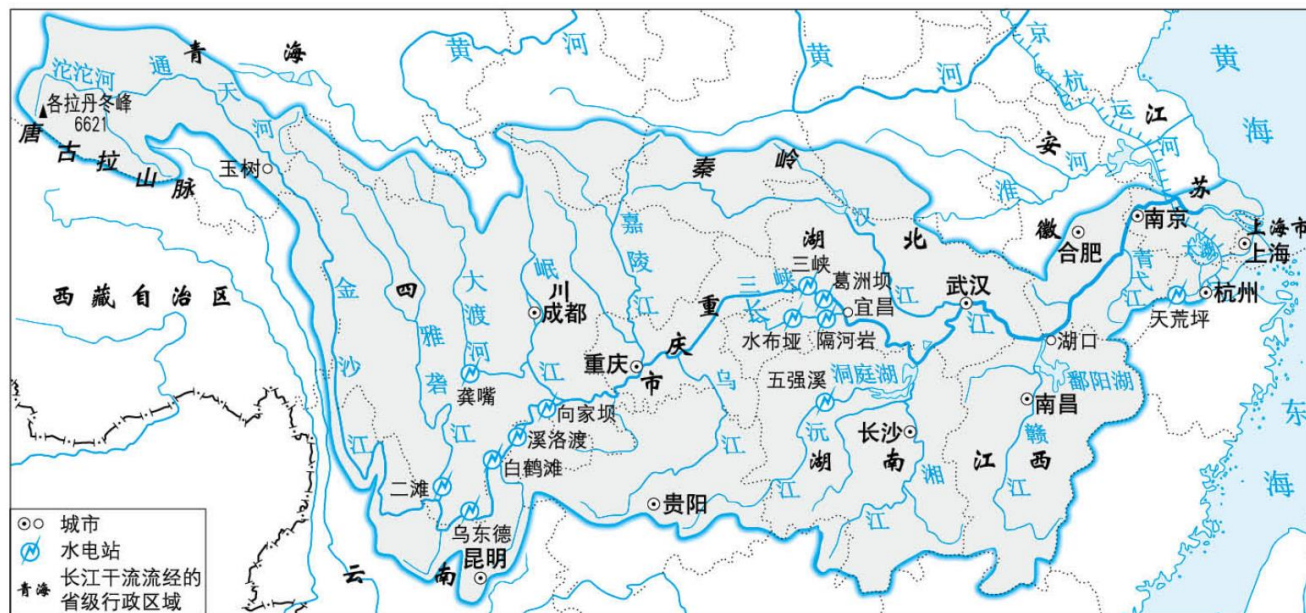 青海
黄河
黄河
京杭运河
黄海
沱沱河
通天河
各拉丹冬峰
6621
唐古拉山脉
玉树
秦岭
安徽
江苏
淮河
西藏自治区
金沙江
四川
雅砻江
大渡河
岷江
成都
嘉陵江
重庆
重庆市
长江
三峡
三峡
葛洲坝
宜昌
水布垭
隔河岩
湖北
汉江
武汉
合肥
南京
青弋江
太湖
上海市
上海
杭州
天荒坪
湖口
鄱阳湖
南昌
赣江
江西
龚嘴
向家坝
溪洛渡
白鹤滩
二滩
乌东德
昆明
云南
乌江
贵阳
五强溪
洞庭湖
沅江
长沙
湖南
湘江
东海
城市
水电站
青海
长江干流流经的
省级行政区域